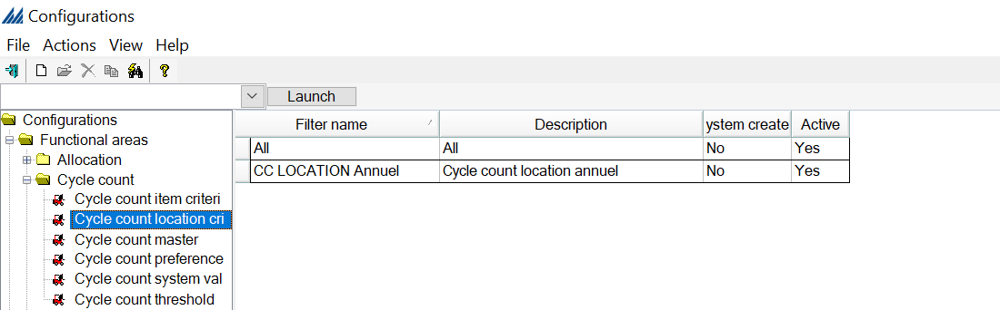 Configurations
File Actions View Help
?
Launch
Configurations
Functional areas
Allocation
Cycle count
Cycle count item criteri
Cycle count location cri
Cycle count master
Cycle count preference
Cycle count system val
Cycle count threshold
Filter name Description ystem create Active
All All No Yes
CC LOCATION Annuel Cycle count location annuel No Yes